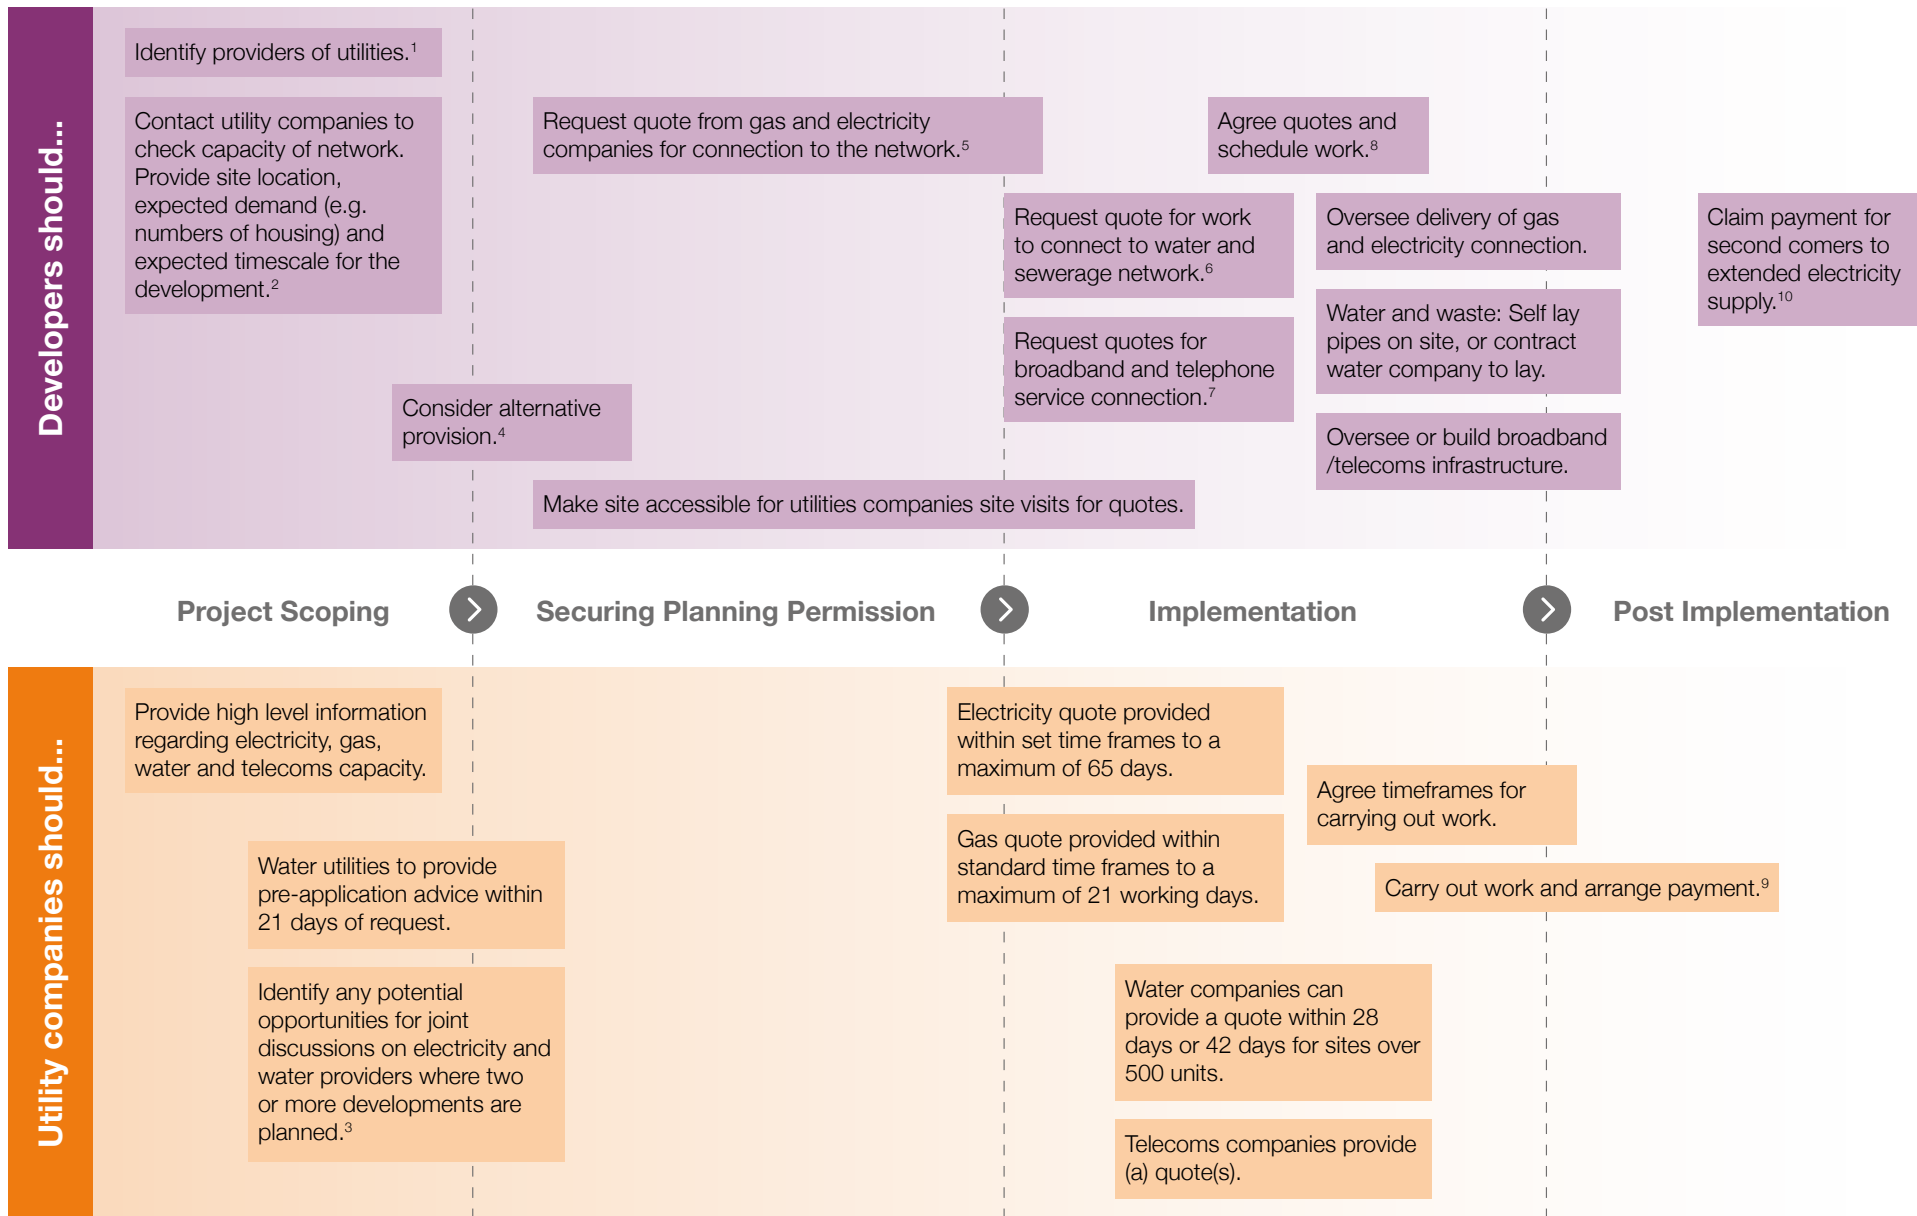 Developers should...
Identify providers of utilities.¹
Contact utility companies to
check capacity of network.
Provide site location,
expected demand (e.g.
numbers of housing) and
expected timescale for the
development.²
Consider alternative
provision.⁴
Request quote from gas and electricity
companies for connection to the network.⁵
Make site accessible for utilities companies site visits for quotes.
Request quote for work
to connect to water and
sewerage network.⁶
Request quotes for
broadband and telephone
service connection.⁷
Agree quotes and
schedule work.⁸
Oversee delivery of gas
and electricity connection.
Water and waste: Self lay
pipes on site, or contract
water company to lay.
Oversee or build broadband
/telecoms infrastructure.
Claim payment for
second comers to
extended electricity
supply.¹⁰
Project Scoping
Securing Planning Permission
Implementation
Post Implementation
Utility companies should...
Provide high level information
regarding electricity, gas,
water and telecoms capacity.
Water utilities to provide
pre-application advice within
21 days of request.
Identify any potential
opportunities for joint
discussions on electricity and
water providers where two
or more developments are
planned.³
Electricity quote provided
within set time frames to a
maximum of 65 days.
Gas quote provided within
standard time frames to a
maximum of 21 working days.
Agree timeframes for
carrying out work.
Carry out work and arrange payment.⁹
Water companies can
provide a quote within 28
days or 42 days for sites over
500 units.
Telecoms companies provide
(a) quote(s).